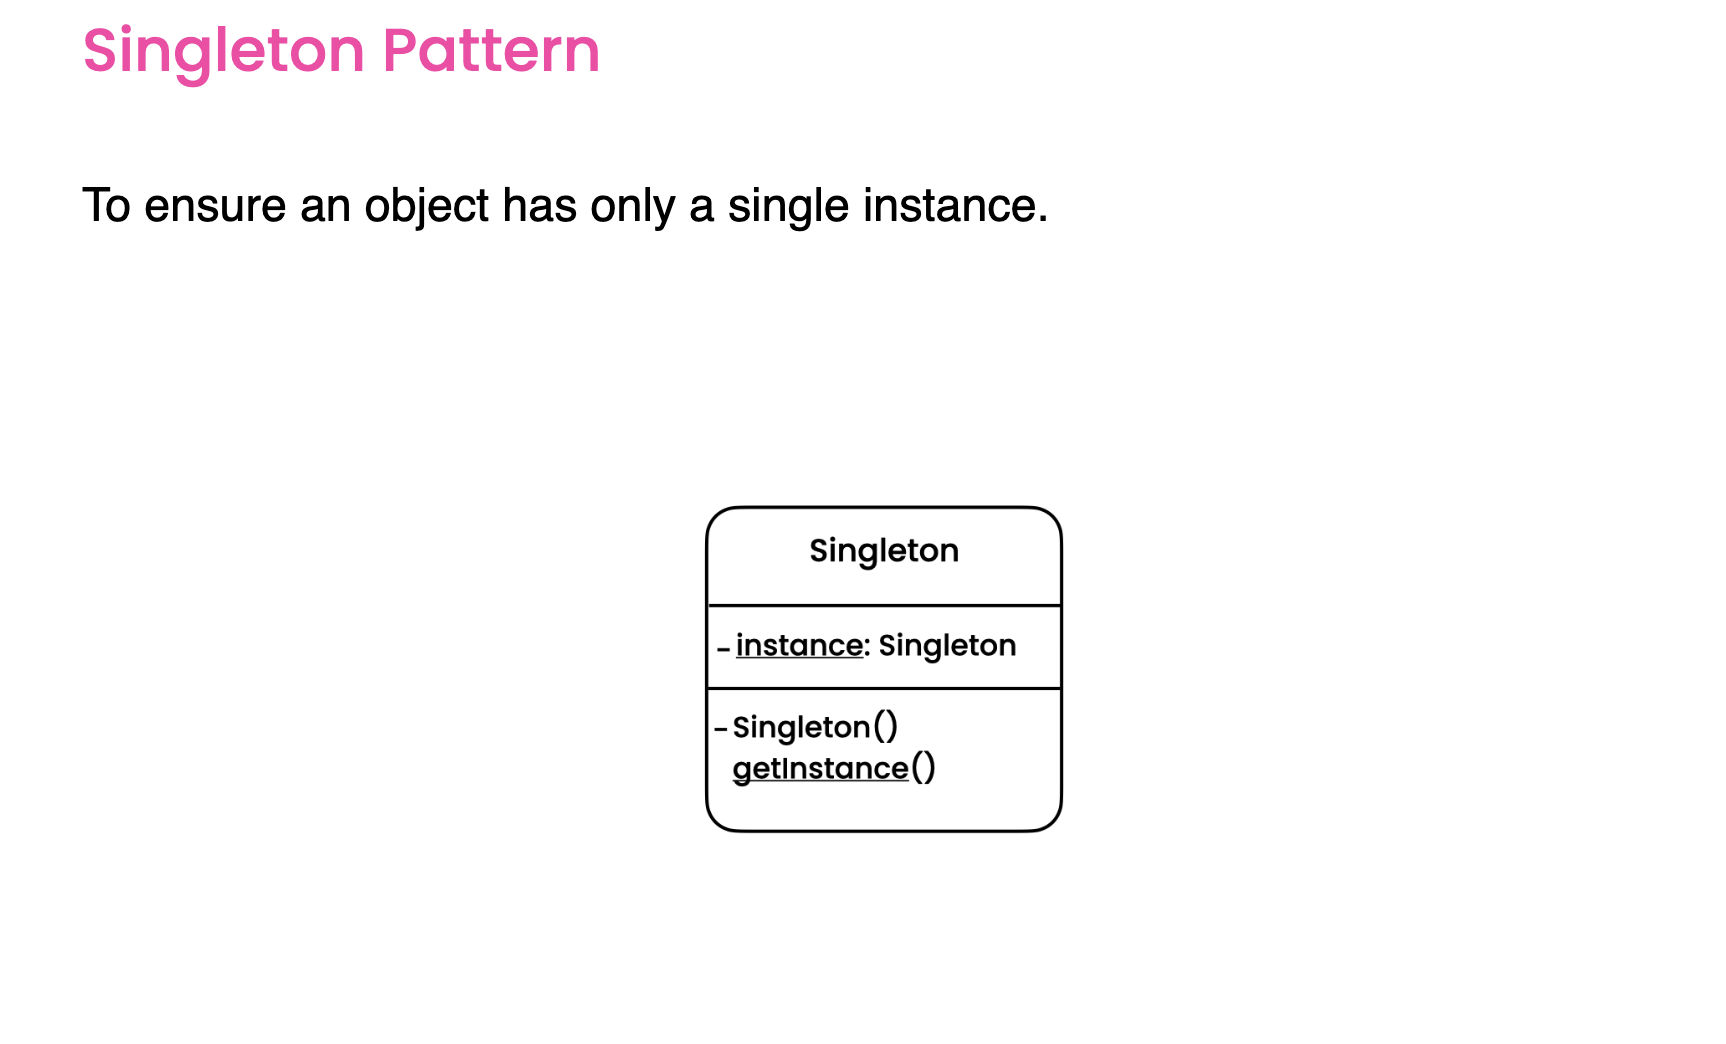 Singleton Pattern
To ensure an object has only a single instance.
Singleton
- instance: Singleton
- Singleton()
getInstance()